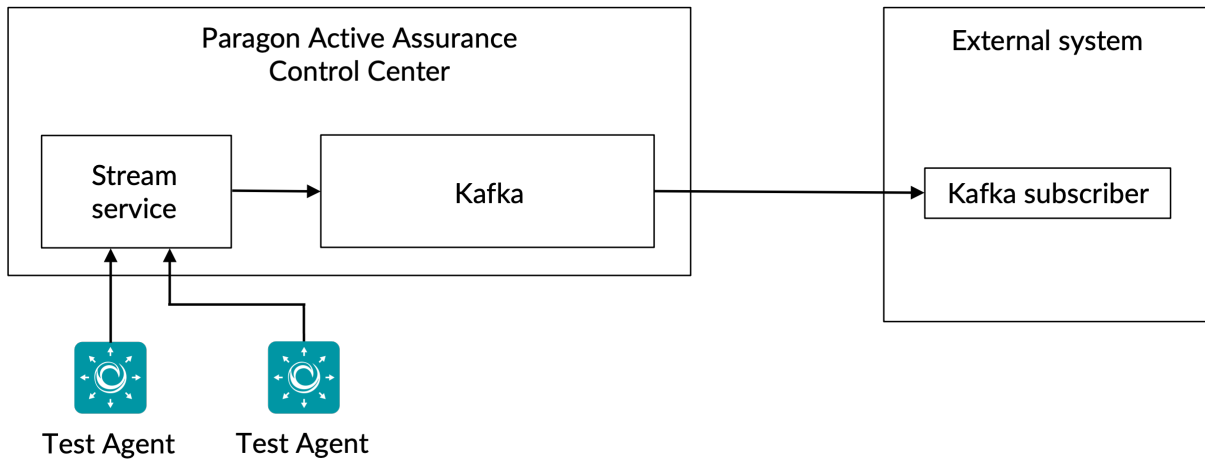 Paragon Active Assurance
Control Center
External system
Stream
service
Kafka
Kafka subscriber
Test Agent
Test Agent